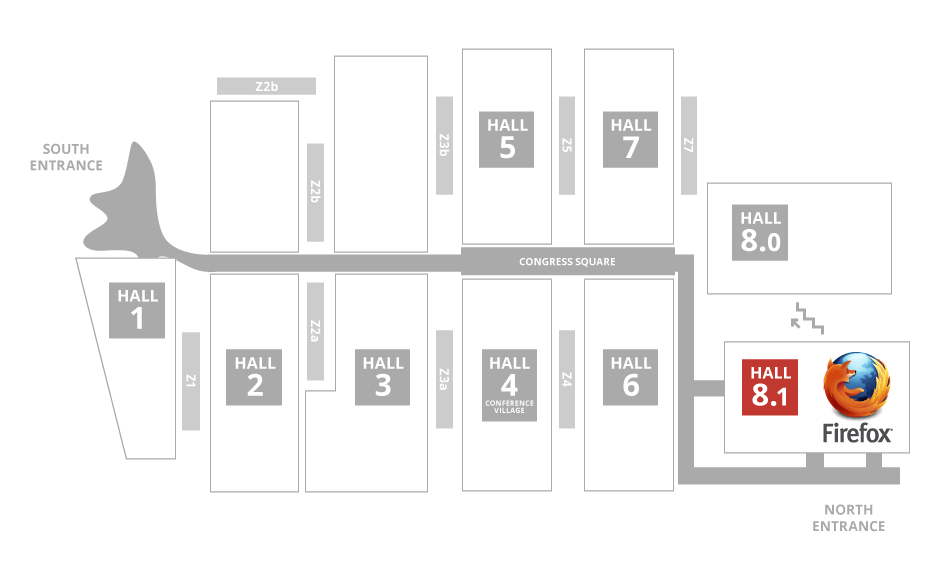 Z2b
SOUTH
ENTRANCE
Z2b
Z3b
HALL
5
Z5
HALL
7
Z7
HALL
8.0
CONGRESS SQUARE
HALL
1
Z1
HALL
2
Z2a
HALL
3
Z3a
HALL
4
CONFERENCE
VILLAGE
Z4
HALL
6
HALL
8.1
Firefox
NORTH
ENTRANCE